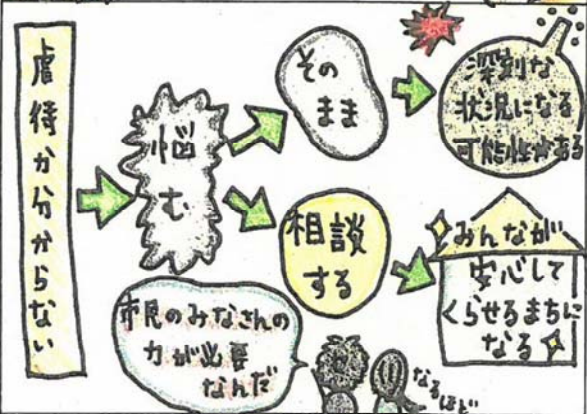 虐待か分からない
悩
む
その
まま
深刻な
状況になる
可能性がある
相談
する
みんなが
安心して
くらせるまちに
なる
市民のみなさんの
力が必要
なんだ
なるほど